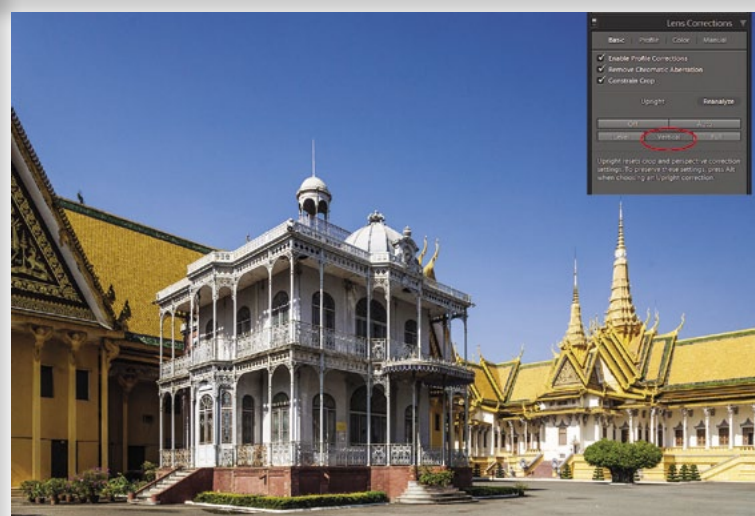 Lens Corrections
Basic Profile Color Manual
Enable Profile Corrections
Remove Chromatic Aberration
Constrain Crop
Upright Reanalyze
Off Auto
Level Vertical Full
Upright resets crop and perspective correction
settings. To preserve these settings, press Alt
when choosing an Upright correction.